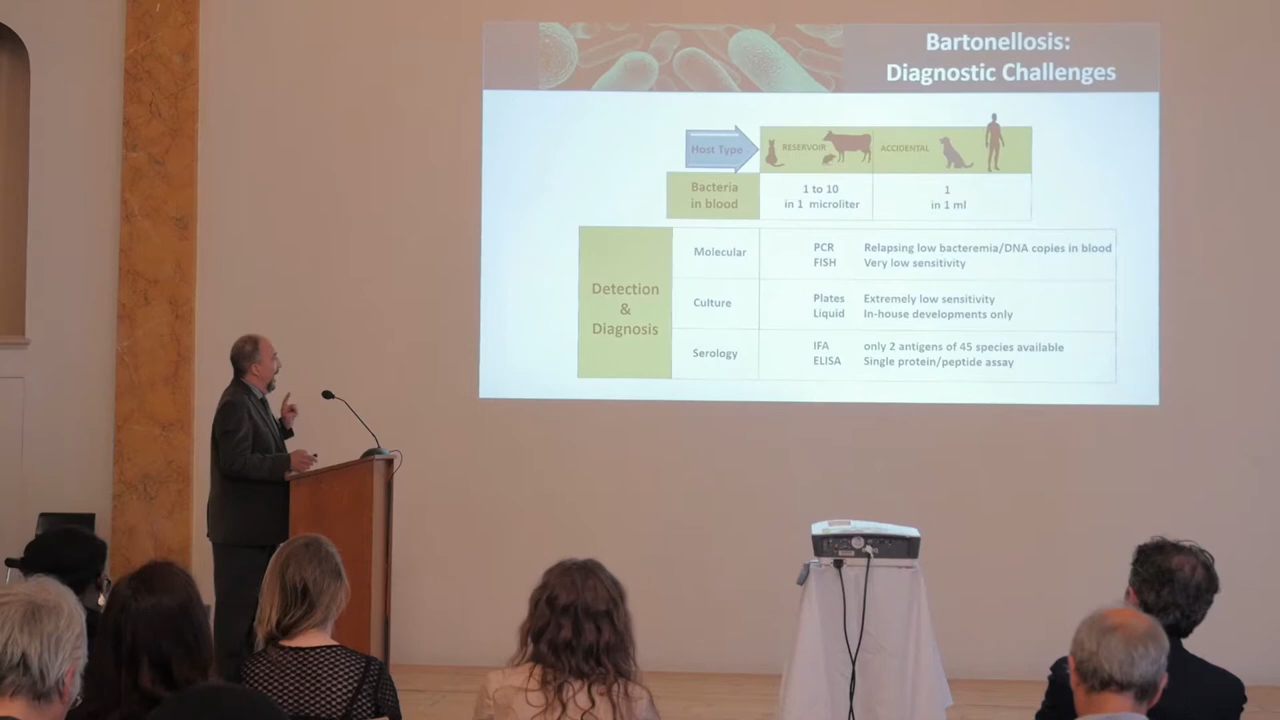 Bartonellosis:
Diagnostic Challenges
Host Type
RESERVOIR
ACCIDENTAL
Bacteria
in blood
1 to 10
in 1 microliter
1
in 1 ml
Detection
&
Diagnosis
Molecular
PCR Relapsing low bacteremia/DNA copies in blood
FISH Very low sensitivity
Culture
Plates Extremely low sensitivity
Liquid In-house developments only
Serology
IFA only 2 antigens of 45 species available
ELISA Single protein/peptide assay